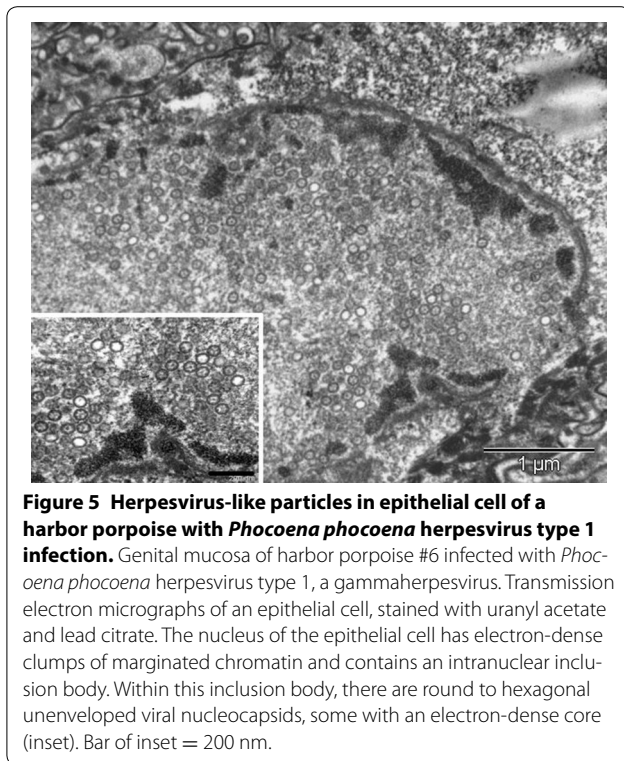 1 µm
Figure 5 Herpesvirus-like particles in epithelial cell of a
harbor porpoise with Phocoena phocoena herpesvirus type 1
infection. Genital mucosa of harbor porpoise #6 infected with Phoc-
oena phocoena herpesvirus type 1, a gammaherpesvirus. Transmission
electron micrographs of an epithelial cell, stained with uranyl acetate
and lead citrate. The nucleus of the epithelial cell has electron-dense
clumps of marginated chromatin and contains an intranuclear inclu-
sion body. Within this inclusion body, there are round to hexagonal
unenveloped viral nucleocapsids, some with an electron-dense core
(inset). Bar of inset = 200 nm.